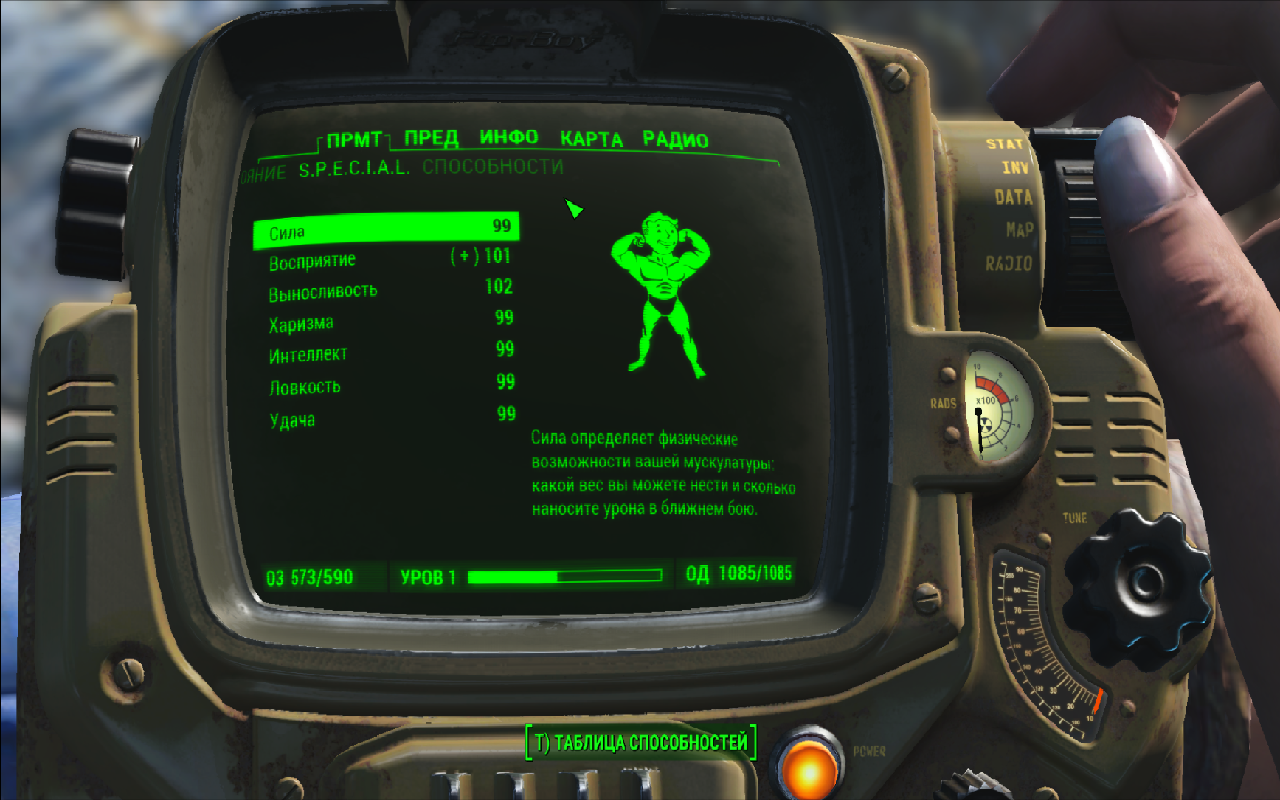 Pip-Boy
ПРМТ ПРЕД ИНФО КАРТА РАДИО
S.P.E.C.I.A.L. СПОСОБНОСТИ
Сила 99
Восприятие (+) 101
Выносливость 102
Харизма 99
Интеллект 99
Ловкость 99
Удача 99
Сила определяет физические
возможности вашей мускулатуры:
какой вес вы можете нести и сколько
наносите урона в ближнем бою.
ОЗ 573/590 УРОВ 1 ОД 1085/1085
T) ТАБЛИЦА СПОСОБНОСТЕЙ
STAT
INV
DATA
MAP
RADIO
RADS
x100
TUNE
POWER